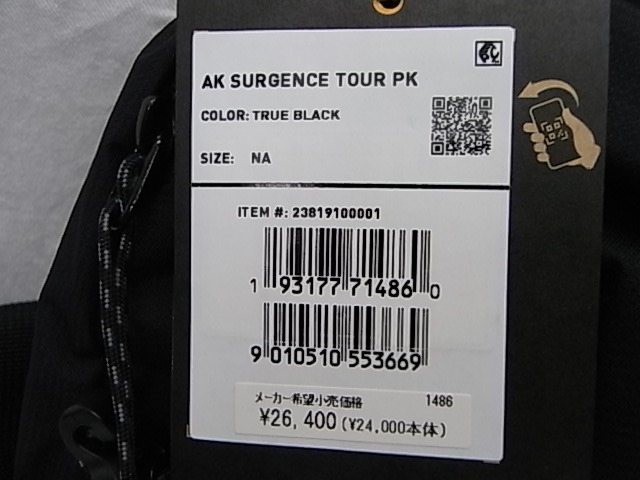 AK SURGENCE TOUR PK
COLOR: TRUE BLACK
SIZE: NA
ITEM #: 23819100001
1 93177 71486 0
9 010510 553669
メーカー希望小売価格 1486
¥26,400 (¥24,000本体)